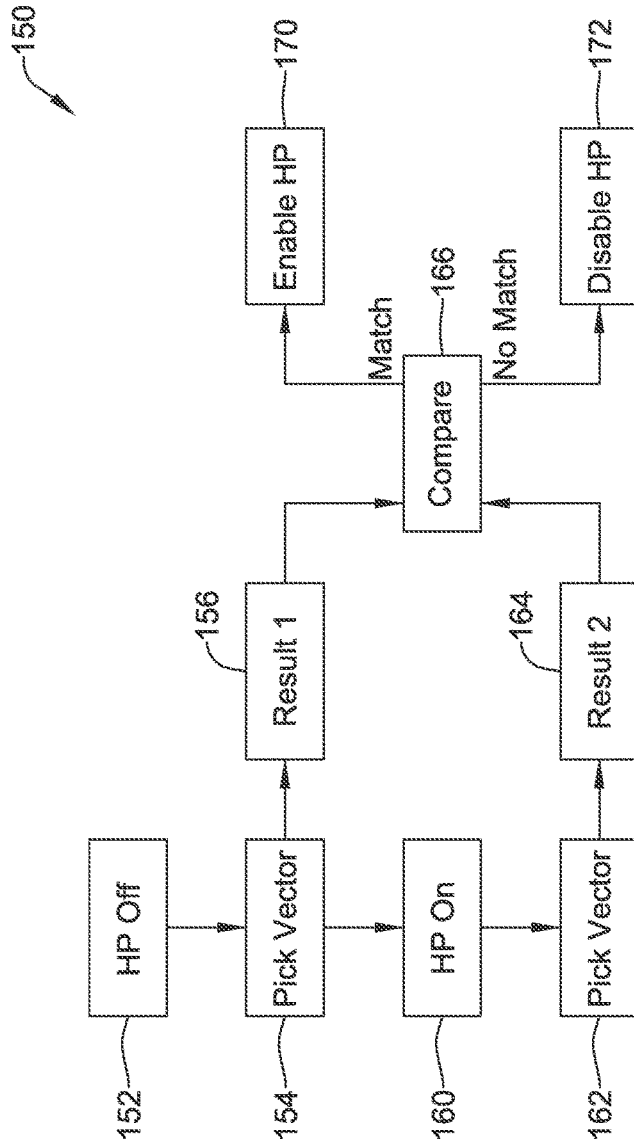 150
HP Off
152
Pick Vector
154
Result 1
156
HP On
160
Pick Vector
162
Result 2
164
Compare
166
Match
No Match
Enable HP
170
Disable HP
172